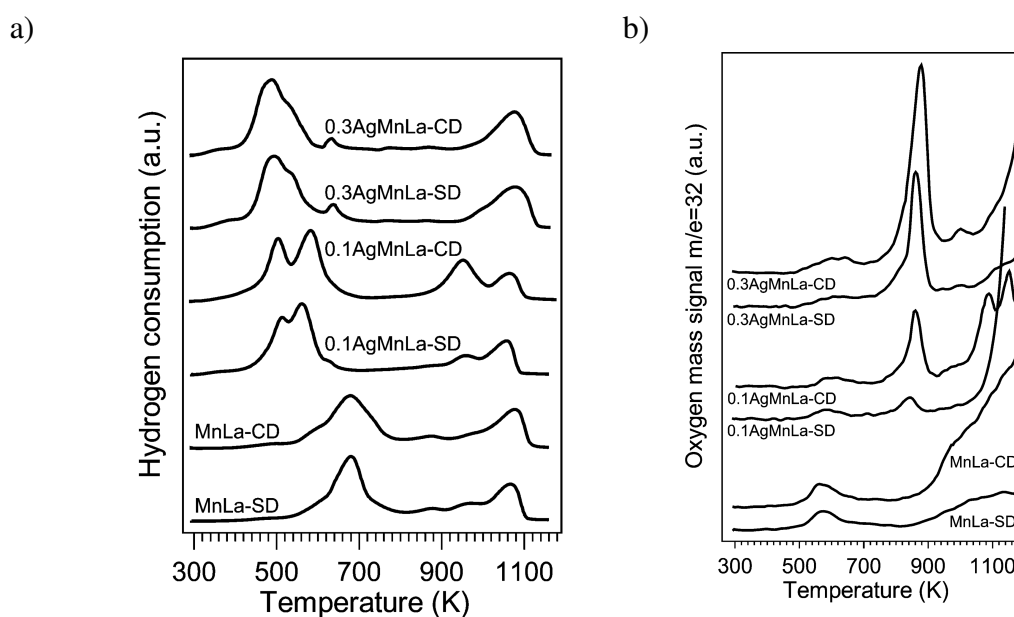 a)
Hydrogen consumption (a.u.)
0.3AgMnLa-CD
0.3AgMnLa-SD
0.1AgMnLa-CD
0.1AgMnLa-SD
MnLa-CD
MnLa-SD
300 500 700 900 1100
Temperature (K)
b)
Oxygen mass signal m/e=32 (a.u.)
0.3AgMnLa-CD
0.3AgMnLa-SD
0.1AgMnLa-CD
0.1AgMnLa-SD
MnLa-CD
MnLa-SD
300 500 700 900 1100
Temperature (K)